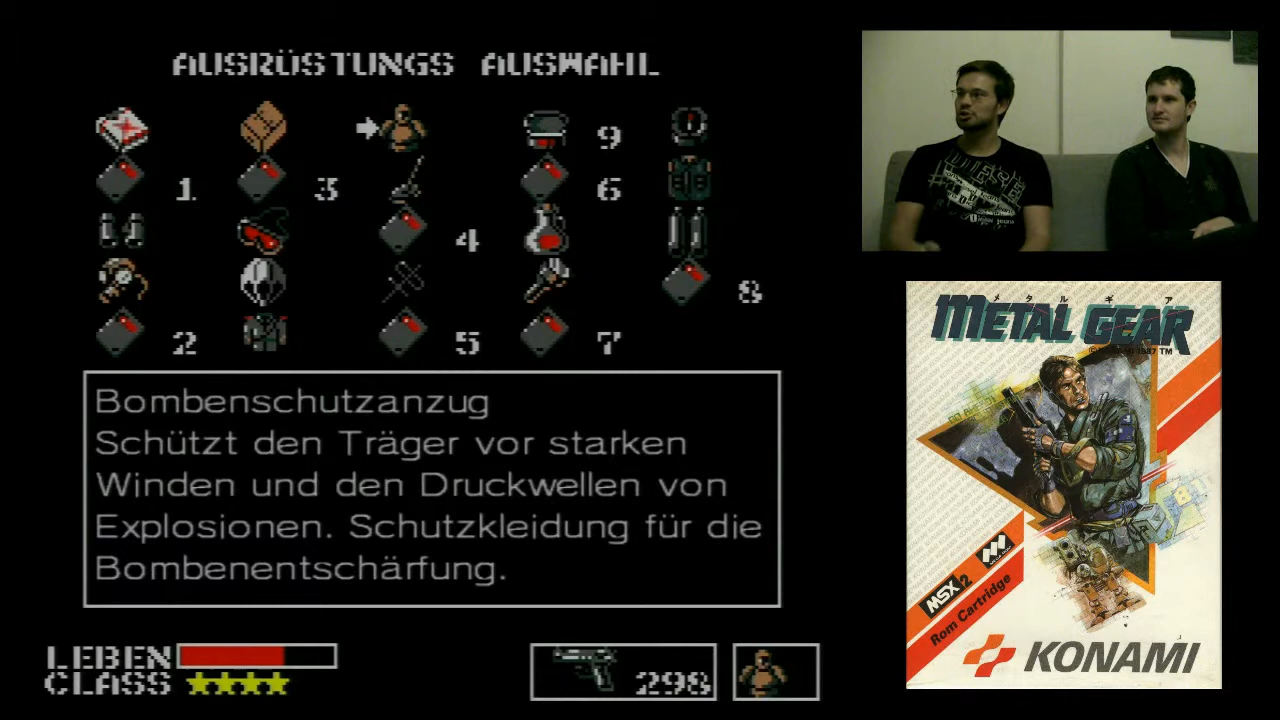 AUSRÜSTUNGS AUSWAHL
9
1
3
6
4
8
2
5
7
Bombenschutzanzug
Schützt den Träger vor starken
Winden und den Druckwellen von
Explosionen. Schutzkleidung für die
Bombenentschärfung.
LEBEN
CLASS
298
メタルギア
METAL GEAR
MSX 2
Rom Cartridge
KONAMI